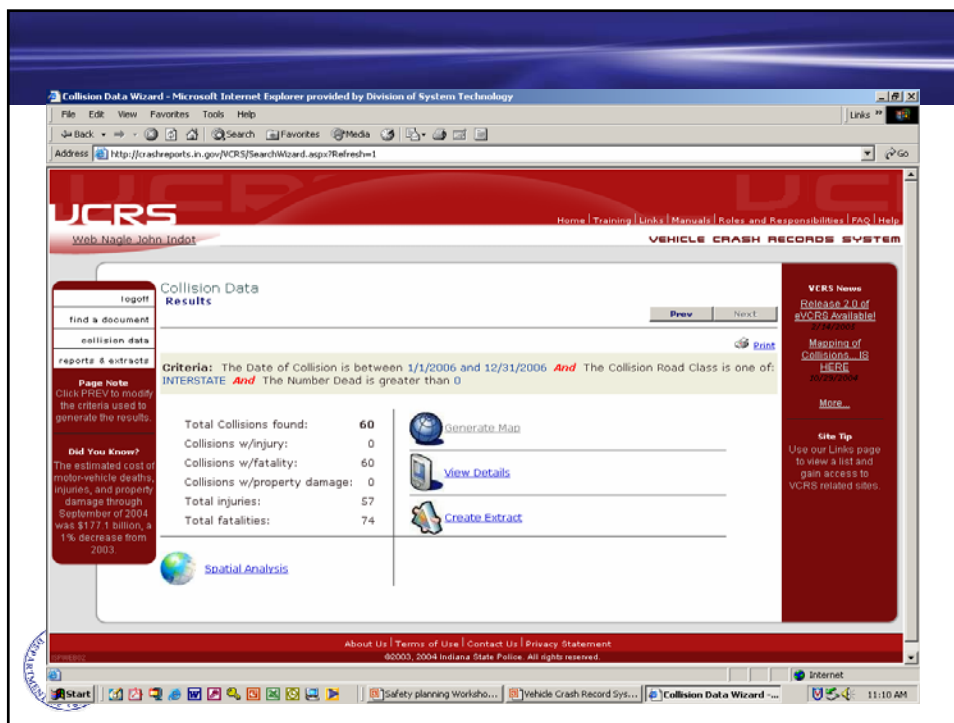 Collision Data Wizard - Microsoft Internet Explorer provided by Division of System Technology
File Edit View Favorites Tools Help
Links »
Back Search Favorites Media
Address http://crashreports.in.gov/VCRS/SearchWizard.aspx?Refresh=1
Go
UCRS
Home | Training | Links | Manuals | Roles and Responsibilities | FAQ | Help
Web Nagle John Indot
VEHICLE CRASH RECORDS SYSTEM
logoff
find a document
collision data
reports & extracts
Page Note
Click PREV to modify
the criteria used to
generate the results.
Did You Know?
The estimated cost of
motor-vehicle deaths,
injuries, and property
damage through
September of 2004
was $177.1 billion, a
1% decrease from
2003.
Collision Data
Results
Prev Next
Print
Criteria: The Date of Collision is between 1/1/2006 and 12/31/2006 And The Collision Road Class is one of:
INTERSTATE And The Number Dead is greater than 0
Total Collisions found: 60
Collisions w/injury: 0
Collisions w/fatality: 60
Collisions w/property damage: 0
Total injuries: 57
Total fatalities: 74
Generate Map
View Details
Create Extract
Spatial Analysis
VCRS News
Release 2.0 of
eVCRS Available!
Mapping of
Collisions... IS
HERE
10/29/2004
More...
Site Tip
Use our Links page
to view a list and
gain access to
VCRS related sites.
About Us | Terms of Use | Contact Us | Privacy Statement
©2003, 2004 Indiana State Police. All rights reserved.
Internet
Start
Safety planning Worksho...
Vehicle Crash Record Sys...
Collision Data Wizard -...
11:10 AM